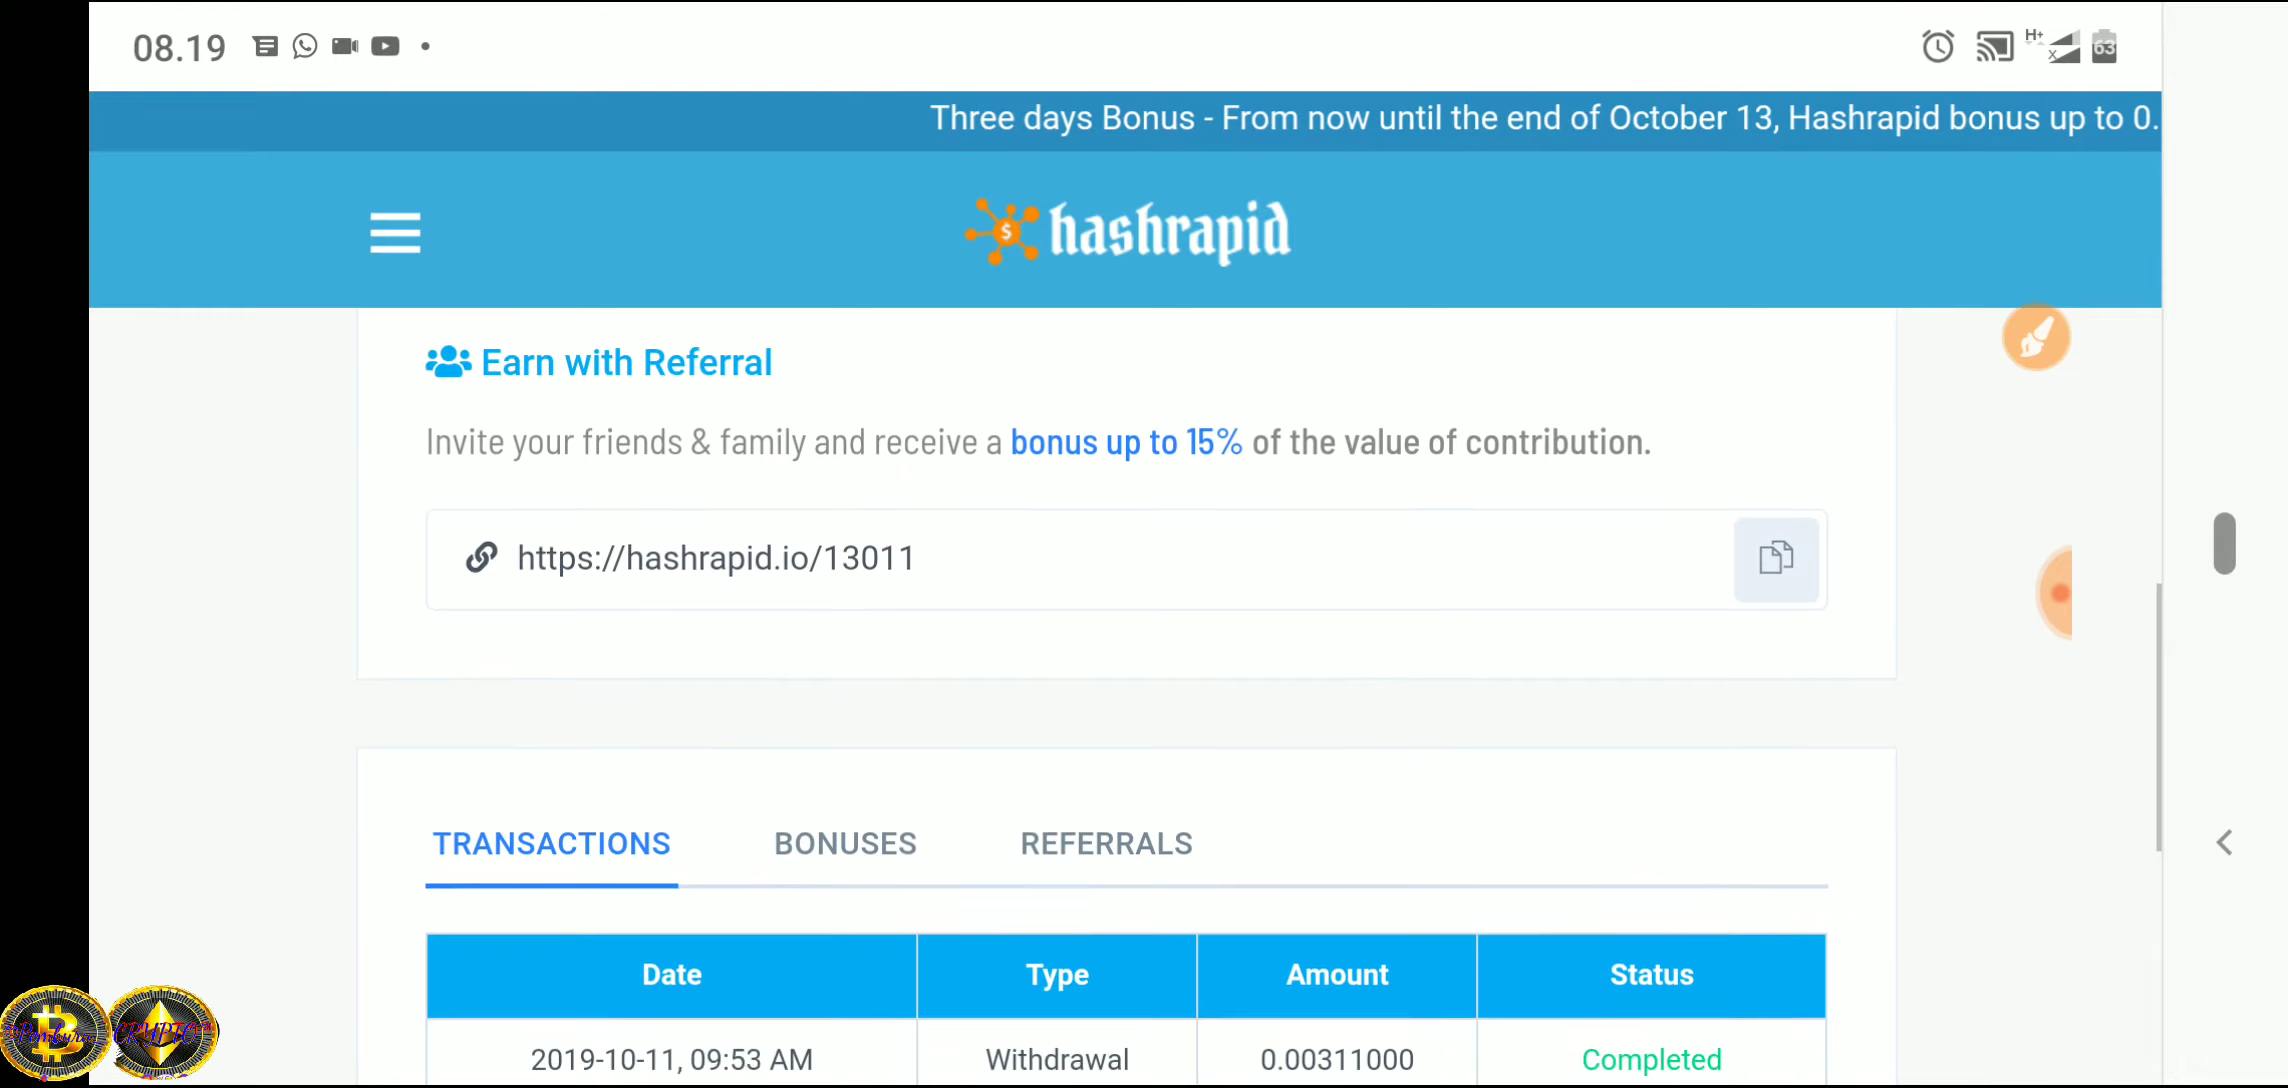 08.19
H+
63
Three days Bonus - From now until the end of October 13, Hashrapid bonus up to 0.
hashrapid
Earn with Referral
Invite your friends & family and receive a bonus up to 15% of the value of contribution.
https://hashrapid.io/13011
TRANSACTIONS BONUSES REFERRALS
Date Type Amount Status
2019-10-11, 09:53 AM Withdrawal 0.00311000 Completed